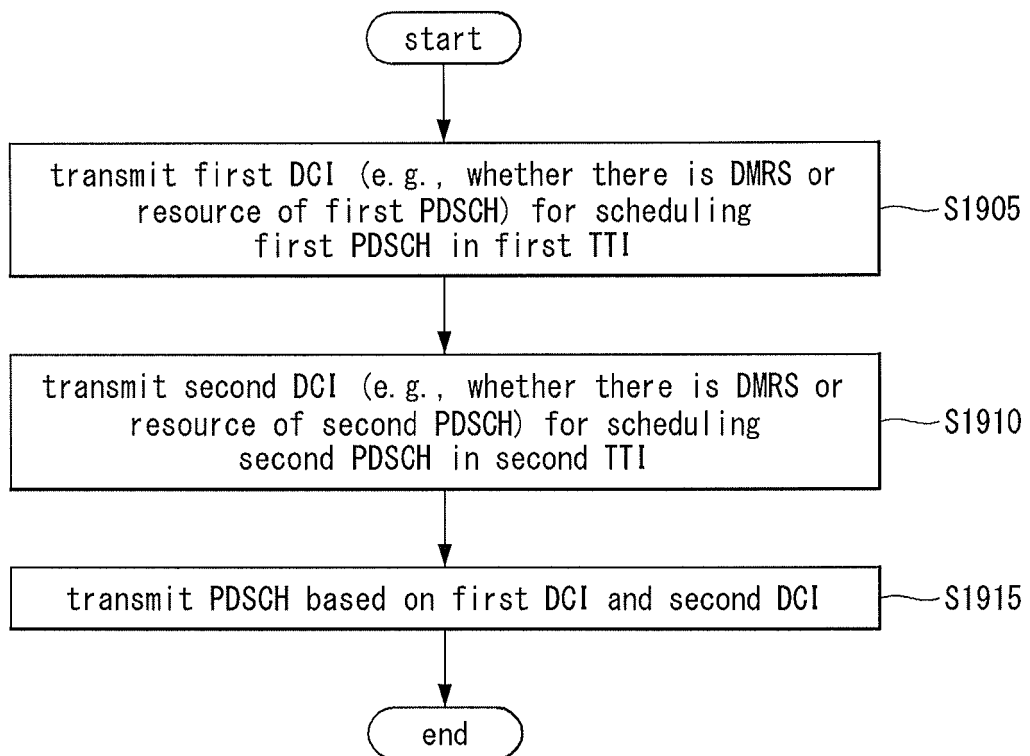 start
transmit first DCI (e.g., whether there is DMRS or
resource of first PDSCH) for scheduling
first PDSCH in first TTI
S1905
transmit second DCI (e.g., whether there is DMRS or
resource of second PDSCH) for scheduling
second PDSCH in second TTI
S1910
transmit PDSCH based on first DCI and second DCI
S1915
end